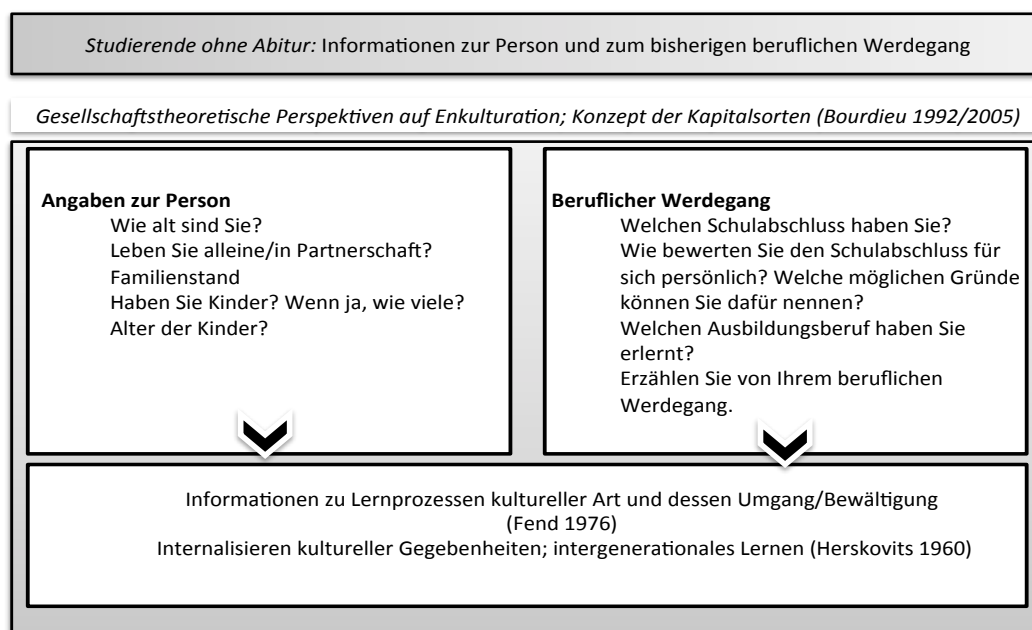 Studierende ohne Abitur: Informationen zur Person und zum bisherigen beruflichen Werdegang
Gesellschaftstheoretische Perspektiven auf Enkulturation; Konzept der Kapitalsorten (Bourdieu 1992/2005)
Angaben zur Person
Wie alt sind Sie?
Leben Sie alleine/in Partnerschaft?
Familienstand
Haben Sie Kinder? Wenn ja, wie viele?
Alter der Kinder?
Beruflicher Werdegang
Welchen Schulabschluss haben Sie?
Wie bewerten Sie den Schulabschluss für
sich persönlich? Welche möglichen Gründe
können Sie dafür nennen?
Welchen Ausbildungsberuf haben Sie
erlernt?
Erzählen Sie von Ihrem beruflichen
Werdegang.
Informationen zu Lernprozessen kultureller Art und dessen Umgang/Bewältigung
(Fend 1976)
Internalisieren kultureller Gegebenheiten; intergenerationales Lernen (Herskovits 1960)